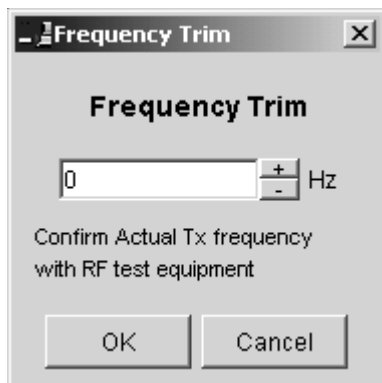 Frequency Trim
Frequency Trim
0 + Hz
-
Confirm Actual Tx frequency
with RF test equipment
OK Cancel